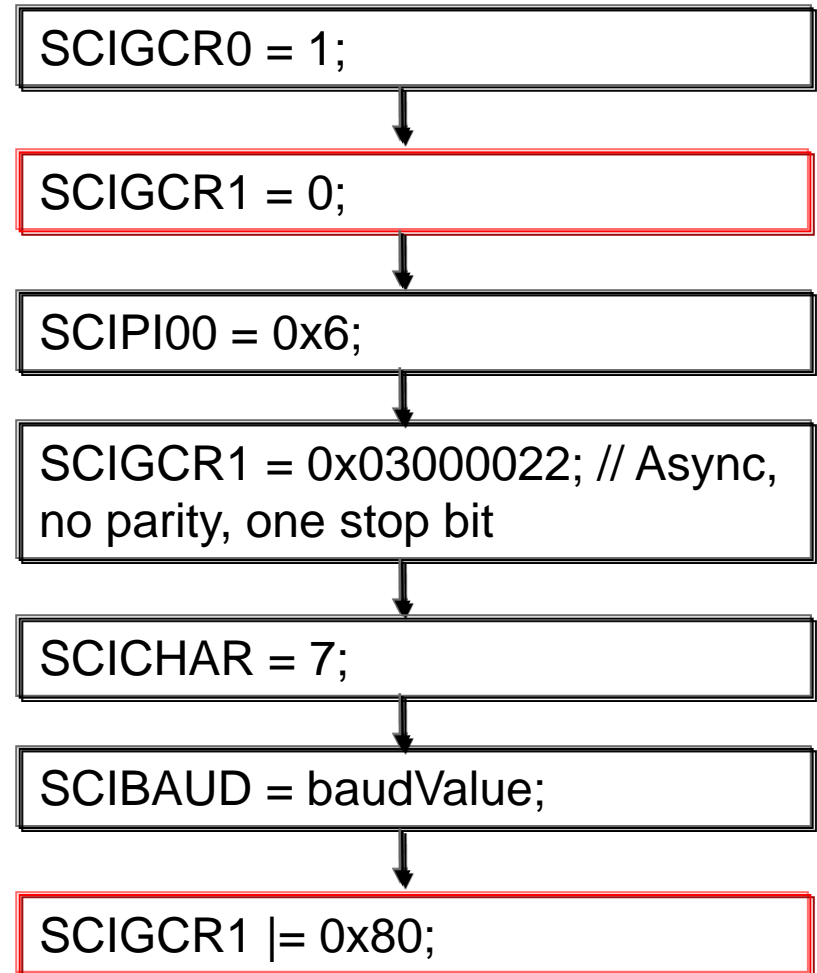 SCIGCR0 = 1;
SCIGCR1 = 0;
SCIPI00 = 0x6;
SCIGCR1 = 0x03000022; // Async,
no parity, one stop bit
SCICHAR = 7;
SCIBAUD = baudValue;
SCIGCR1 |= 0x80;